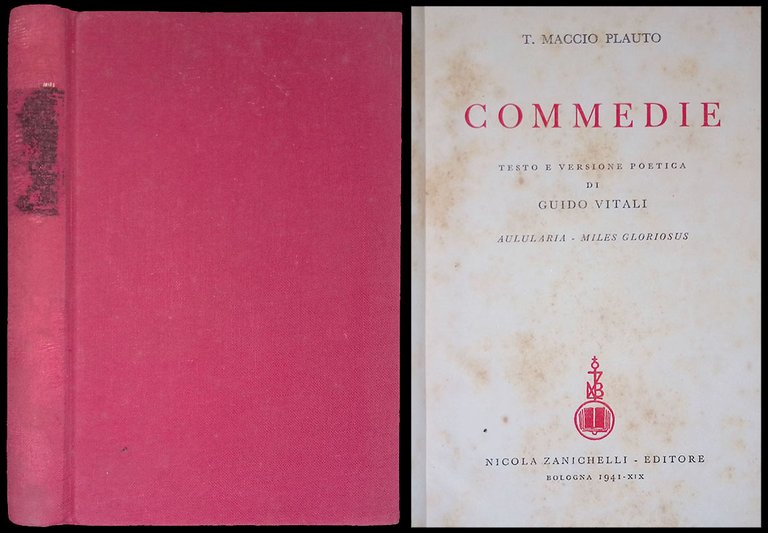 T. MACCIO PLAUTO
COMMEDIE
TESTO E VERSIONE POETICA
DI
GUIDO VITALI
AULULARIA - MILES GLORIOSUS
NICOLA ZANICHELLI - EDITORE
BOLOGNA 1941-XIX